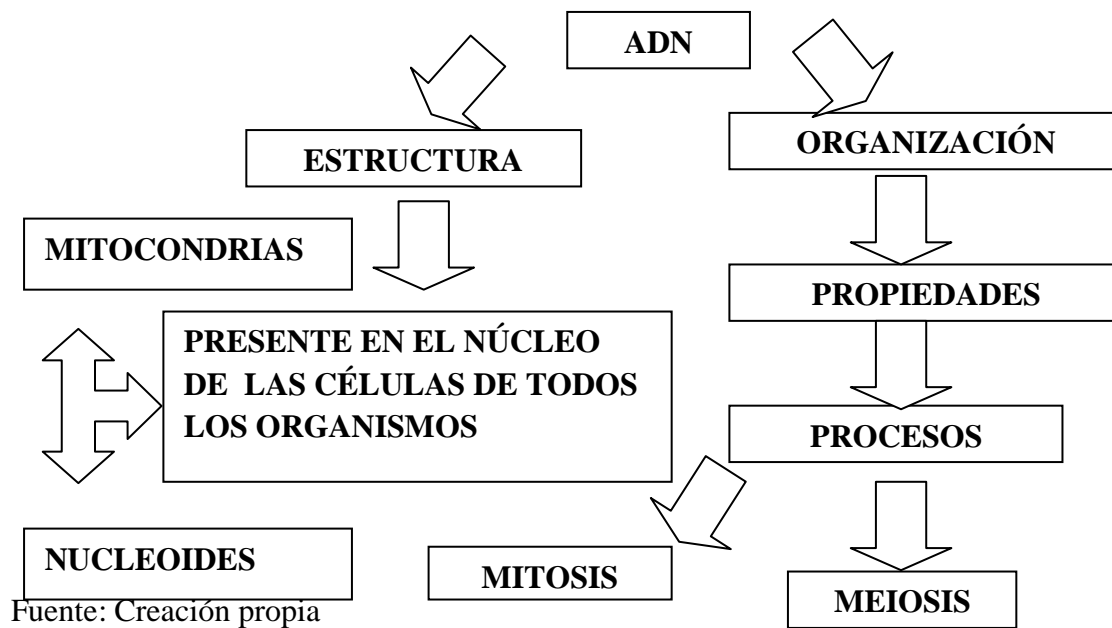 ADN
ESTRUCTURA
ORGANIZACIÓN
MITOCONDRIAS
PROPIEDADES
PRESENTE EN EL NÚCLEO
DE LAS CÉLULAS DE TODOS
LOS ORGANISMOS
PROCESOS
NUCLEOIDES
MITOSIS
MEIOSIS
Fuente: Creación propia